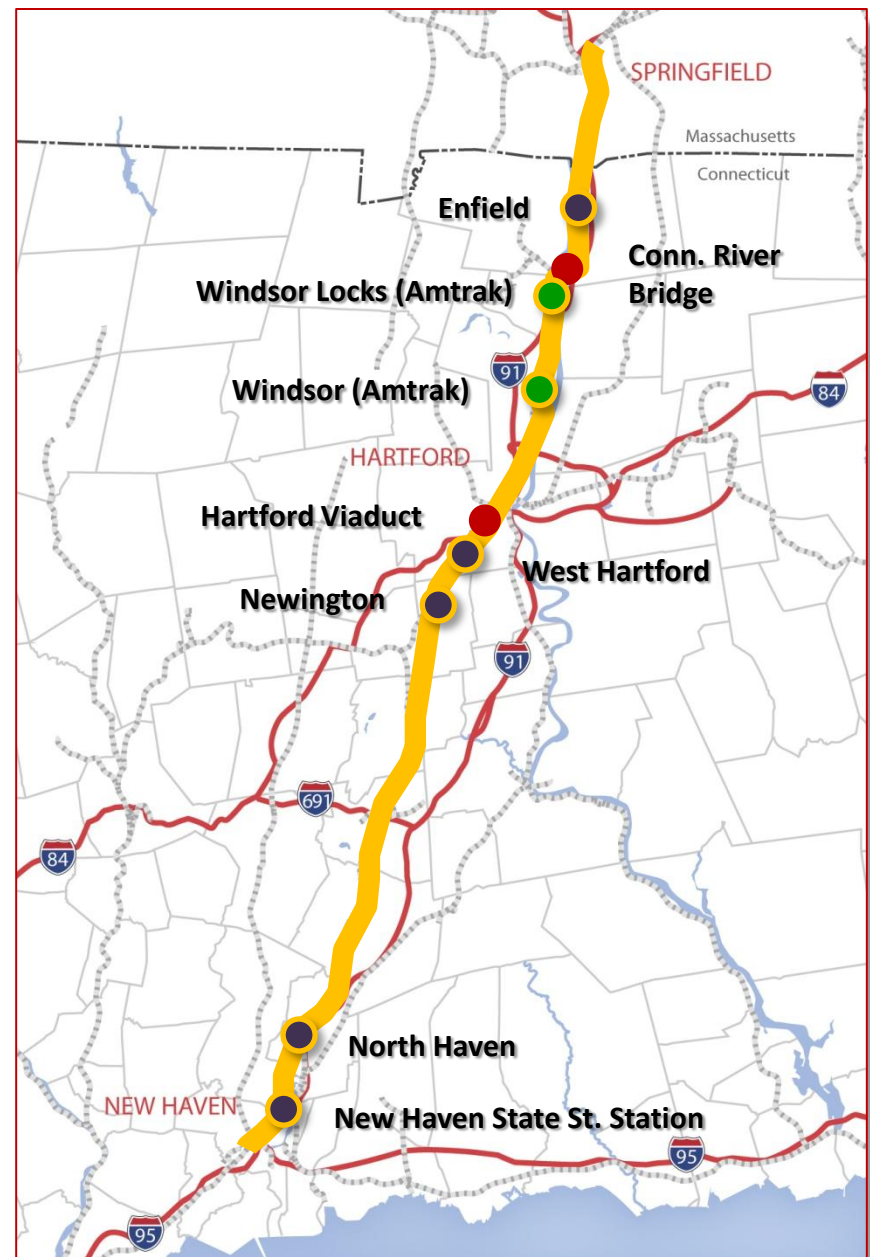 SPRINGFIELD
Massachusetts
Connecticut
Enfield
Conn. River
Bridge
Windsor Locks (Amtrak)
91
Windsor (Amtrak)
84
HARTFORD
Hartford Viaduct
West Hartford
Newington
91
691
84
North Haven
NEW HAVEN
New Haven State St. Station
95
95